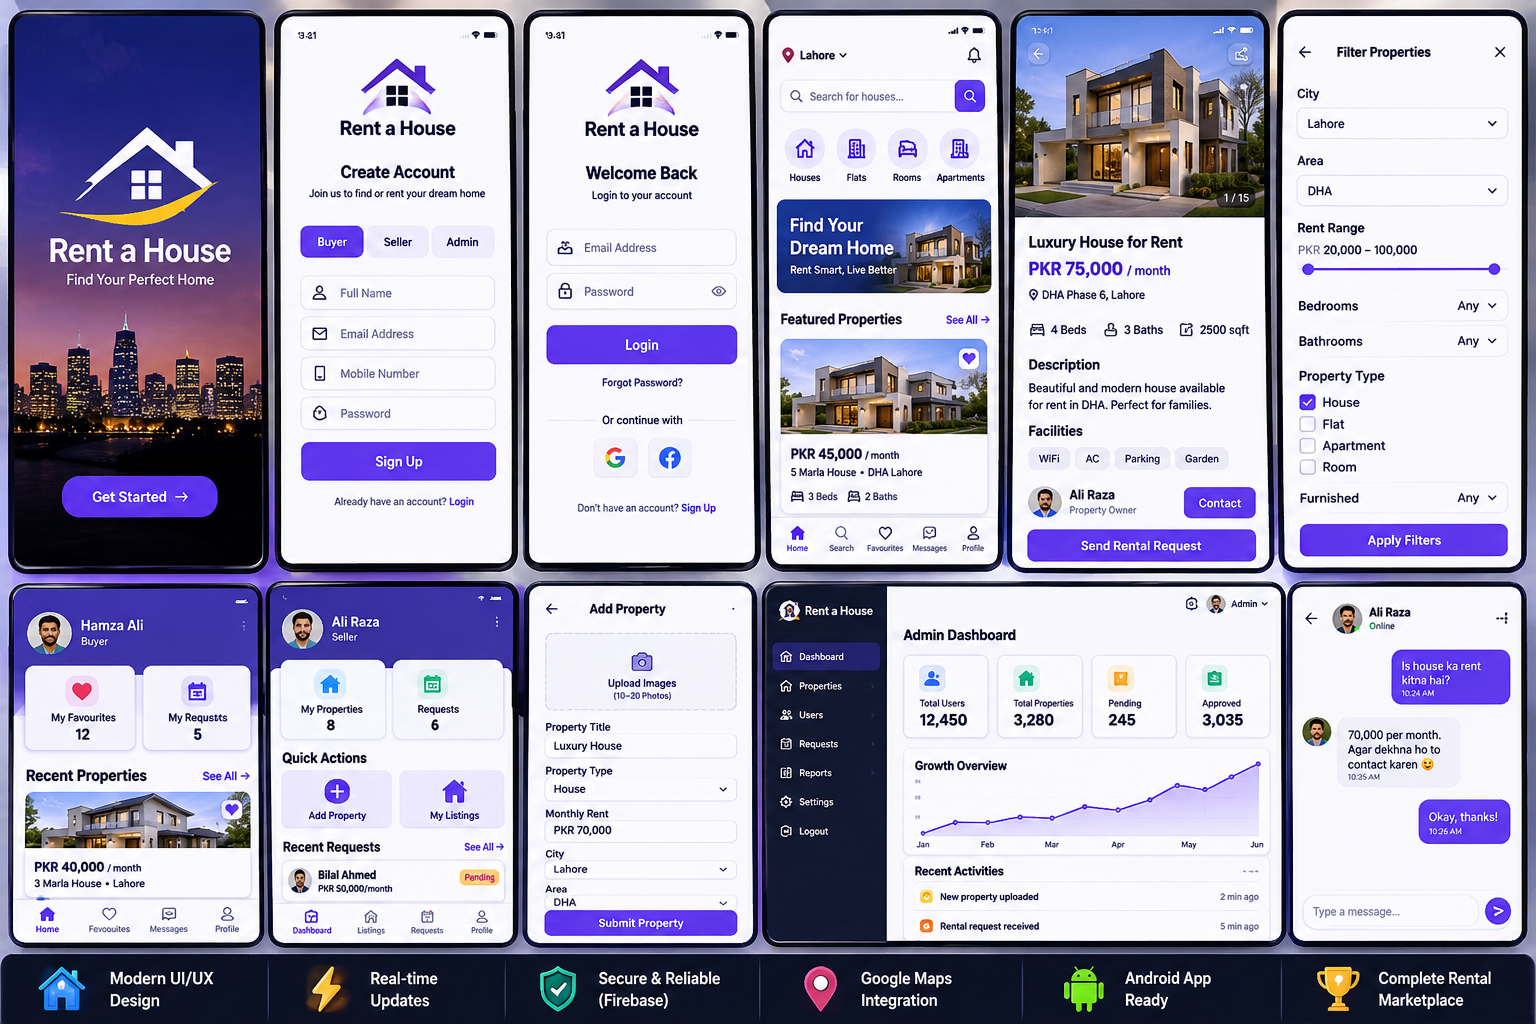 Rent a House
Find Your Perfect Home
Get Started →
Rent a House
Create Account
Join us to find or rent your dream home
Buyer
Seller
Admin
Full Name
Email Address
Mobile Number
Password
Sign Up
Already have an account? Login
Rent a House
Welcome Back
Login to your account
Email Address
Password
Login
Forgot Password?
Or continue with
Don't have an account? Sign Up
Lahore
Search for houses...
Houses
Flats
Rooms
Apartments
Find Your
Dream Home
Rent Smart, Live Better
Featured Properties
See All →
PKR 45,000 / month
5 Marla House • DHA Lahore
3 Beds
2 Baths
Home
Search
Favourites
Messages
Profile
1 / 15
Luxury House for Rent
PKR 75,000 / month
DHA Phase 6, Lahore
4 Beds
3 Baths
2500 sqft
Description
Beautiful and modern house available
for rent in DHA. Perfect for families.
Facilities
WiFi
AC
Parking
Garden
Ali Raza
Property Owner
Contact
Send Rental Request
Filter Properties
City
Lahore
Area
DHA
Rent Range
PKR 20,000 – 100,000
Bedrooms
Any
Bathrooms
Any
Property Type
House
Flat
Apartment
Room
Furnished
Any
Apply Filters
Hamza Ali
Buyer
My Favourites
12
My Requssts
5
Recent Properties
See All →
PKR 40,000 / month
3 Marla House • Lahore
Home
Favouuites
Messages
Profile
Ali Raza
Seller
My Properties
8
Requests
6
Quick Actions
Add Property
My Listings
Recent Requests
See All →
Bilal Ahmed
PKR 50,000/month
Pending
Dashboard
Listings
Requests
Profile
Add Property
Upload Images
(10–20 Photos)
Property Title
Luxury House
Property Type
House
Monthly Rent
PKR 70,000
City
Lahore
Area
DHA
Submit Property
Rent a House
Dashboard
Properties
Users
Requests
Reports
Settings
Logout
Admin
Admin Dashboard
Total Users
12,450
Total Properties
3,280
Pending
245
Approved
3,035
Growth Overview
Jan
Feb
Mar
Apr
May
Jun
Recent Activities
New property uploaded
2 min ago
Rental request received
5 min ago
Ali Raza
Online
Is house ka rent
kitna hai?
10:24 AM
70,000 per month.
Agar dekhna ho to
contact karen 😉
10:25 AM
Okay, thanks!
10:26 AM
Type a message...
Modern UI/UX
Design
Real-time
Updates
Secure & Reliable
(Firebase)
Google Maps
Integration
Android App
Ready
Complete Rental
Marketplace